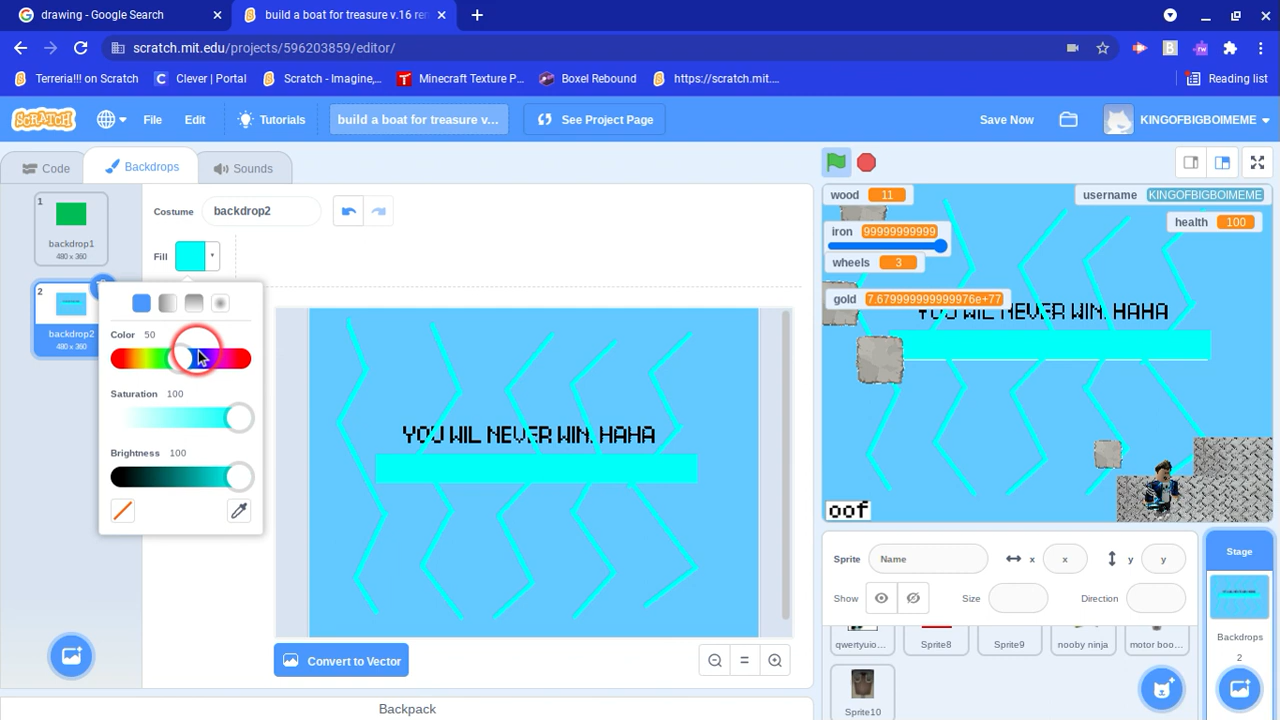 drawing - Google Search
build a boat for treasure v.16 re
scratch.mit.edu/projects/596203859/editor/
Terreria!!! on Scratch
Clever | Portal
Scratch - Imagine,...
Minecraft Texture P...
Boxel Rebound
https://scratch.mit....
Reading list
SCRATCH
File
Edit
Tutorials
build a boat for treasure v...
See Project Page
Save Now
KINGOFBIGBOIMEME
Code
Backdrops
Sounds
1
backdrop1
480 x 360
2
backdrop2
480 x 360
Costume
backdrop2
Fill
Color 50
Saturation 100
Brightness 100
YOU WIL NEVER WIN. HAHA
Convert to Vector
Backpack
wood 11
username KINGOFBIGBOIMEME
iron 99999999999
health 100
wheels 3
gold 7.679999999999976e+77
YOU WIL NEVER WIN. HAHA
oof
Sprite
Name
x
x
y
y
Show
Size
Direction
Stage
qwertyuio...
Sprite8
Sprite9
nooby ninja
motor boo...
Sprite10
Backdrops
2